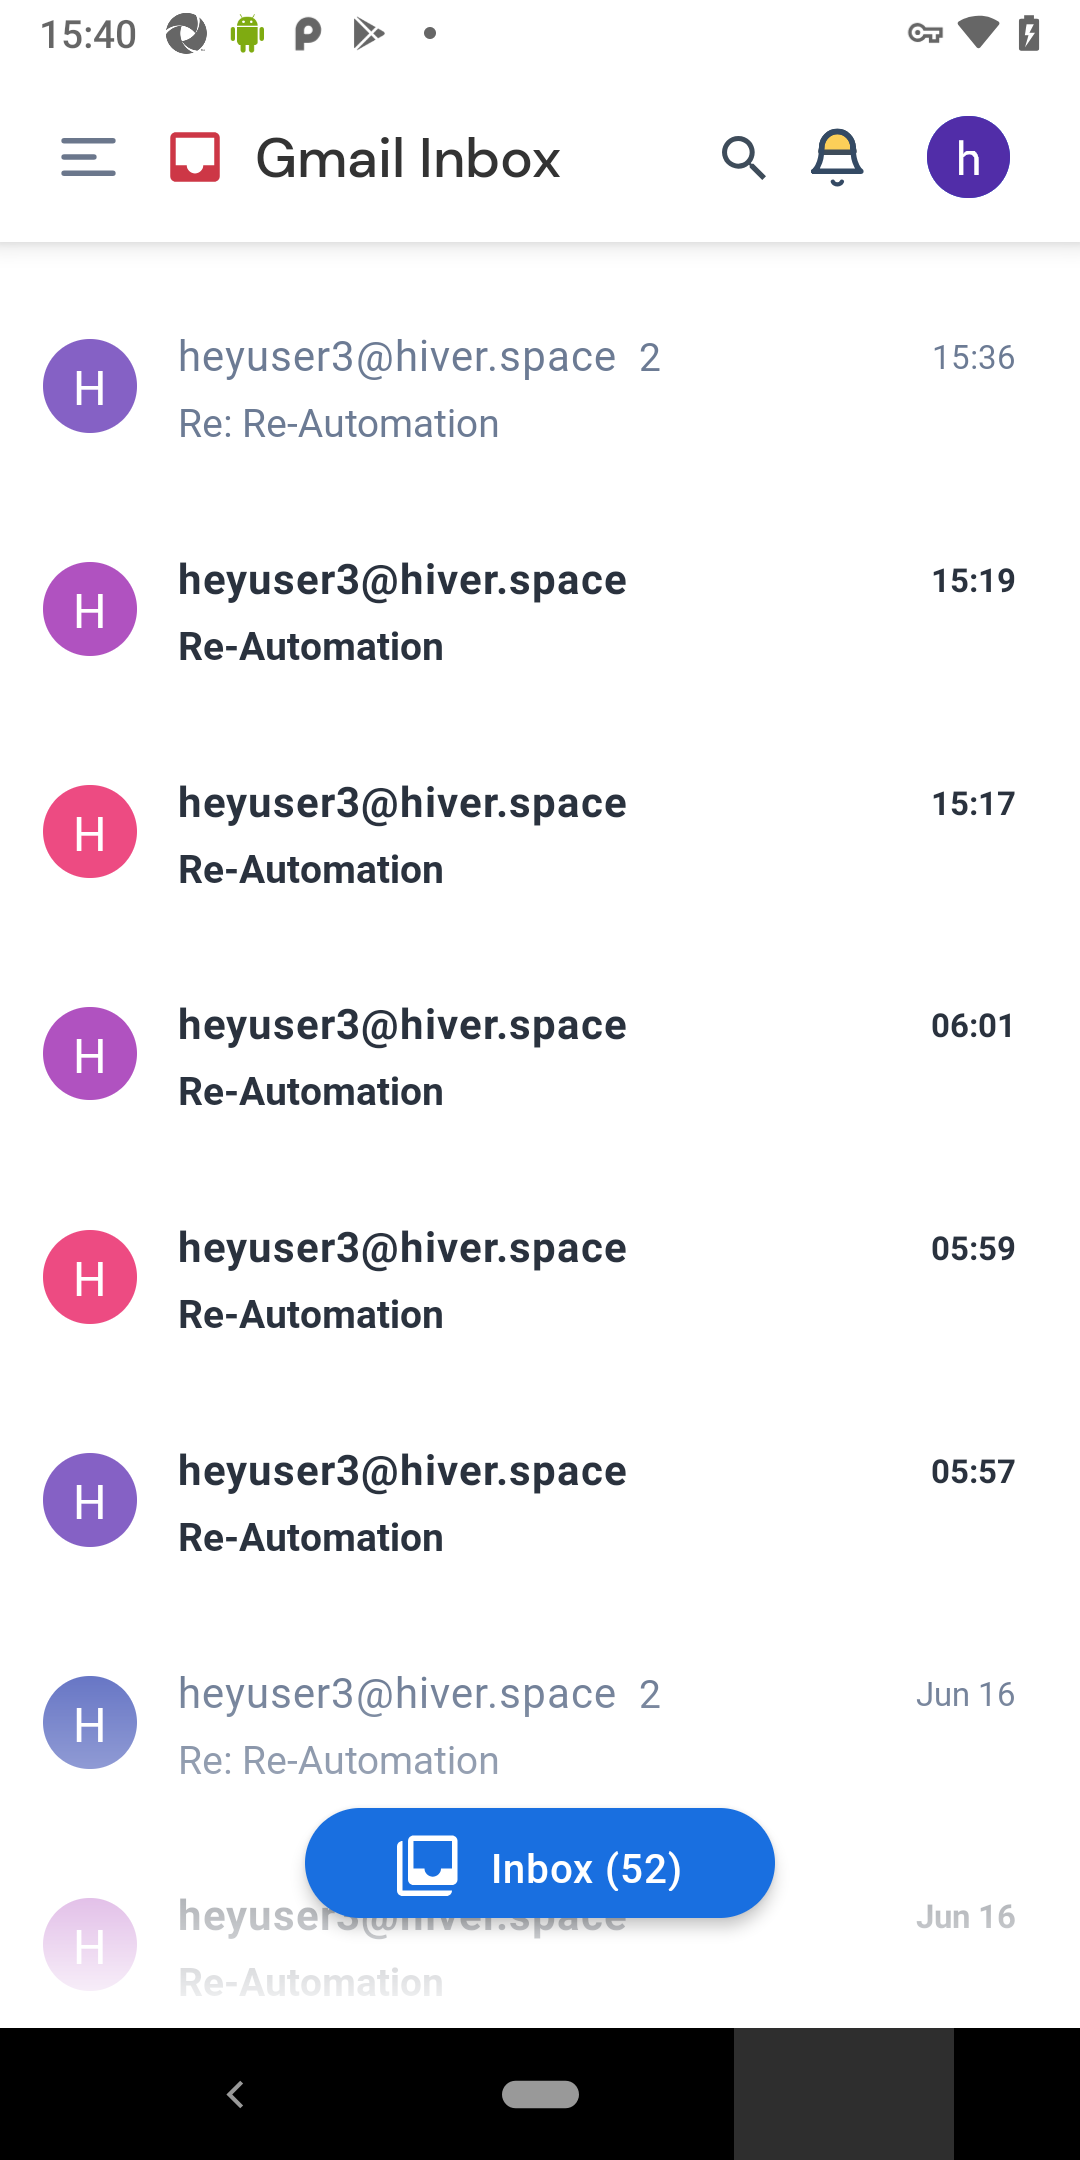 15:40
Gmail Inbox
h
H
heyuser3@hiver.space 2
15:36
Re: Re-Automation
H
heyuser3@hiver.space
15:19
Re-Automation
H
heyuser3@hiver.space
15:17
Re-Automation
H
heyuser3@hiver.space
06:01
Re-Automation
H
heyuser3@hiver.space
05:59
Re-Automation
H
heyuser3@hiver.space
05:57
Re-Automation
H
heyuser3@hiver.space 2
Jun 16
Re: Re-Automation
Inbox (52)
H
heyuser3@hiver.space
Jun 16
Re-Automation